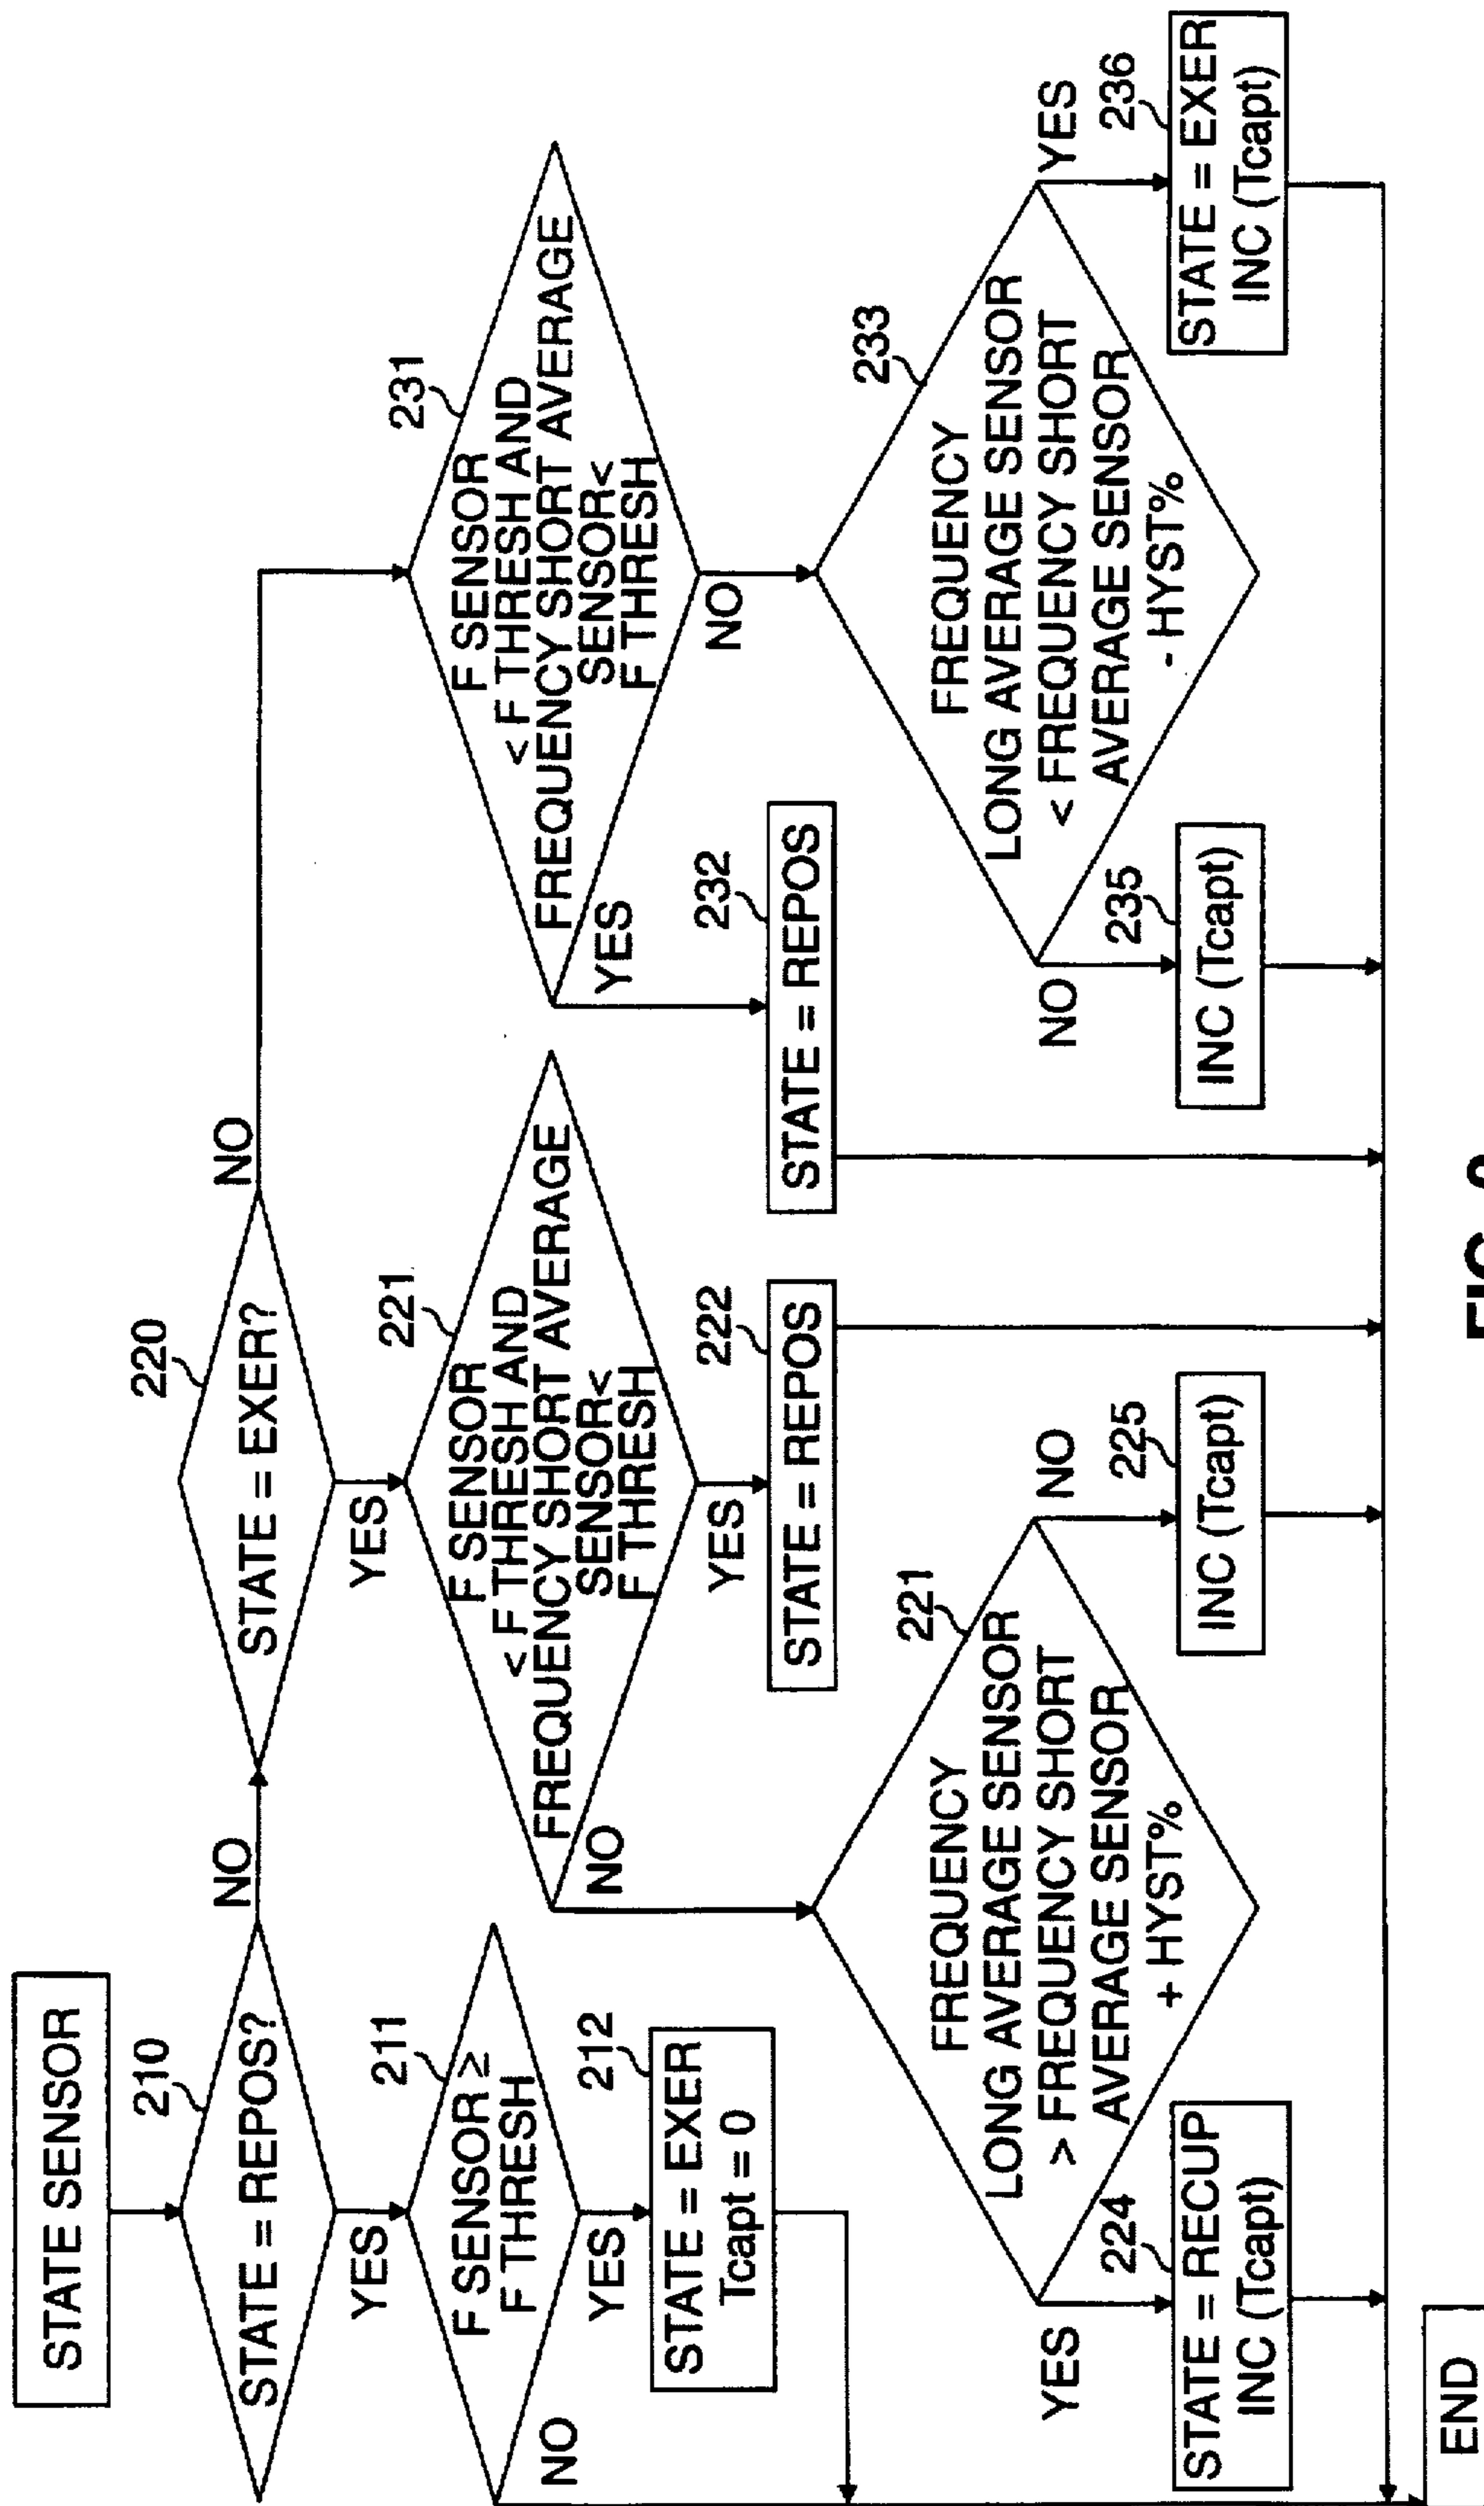 STATE SENSOR
210
STATE = REPOS?
NO
YES
211
F SENSOR ≥
F THRESH
NO
YES
212
STATE = EXER
Tcapt = 0
220
STATE = EXER?
NO
YES
221
F SENSOR
< F THRESH AND
FREQUENCY SHORT AVERAGE
SENSOR<
F THRESH
NO
YES
222
STATE = REPOS
221
FREQUENCY
LONG AVERAGE SENSOR
> FREQUENCY SHORT
AVERAGE SENSOR
+ HYST%
YES
NO
224
STATE = RECUP
INC (Tcapt)
225
INC (Tcapt)
231
F SENSOR
< F THRESH AND
FREQUENCY SHORT AVERAGE
SENSOR<
F THRESH
YES
NO
232
STATE = REPOS
233
FREQUENCY
LONG AVERAGE SENSOR
< FREQUENCY SHORT
AVERAGE SENSOR
- HYST%
NO
YES
235
INC (Tcapt)
236
STATE = EXER
INC (Tcapt)
END